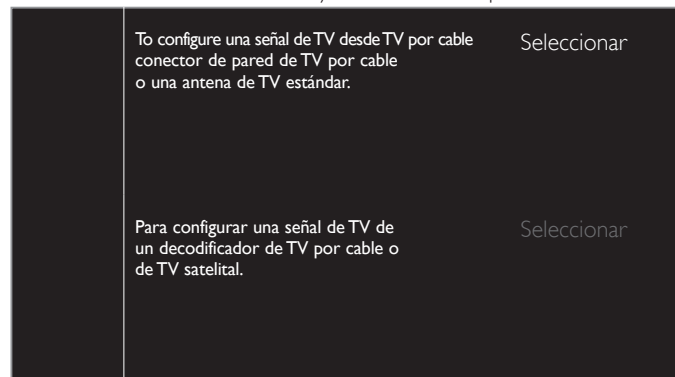 To configure una señal de TV desde TV por cable
conector de pared de TV por cable
o una antena de TV estándar.
Seleccionar
Para configurar una señal de TV de
un decodificador de TV por cable o
de TV satelital.
Seleccionar